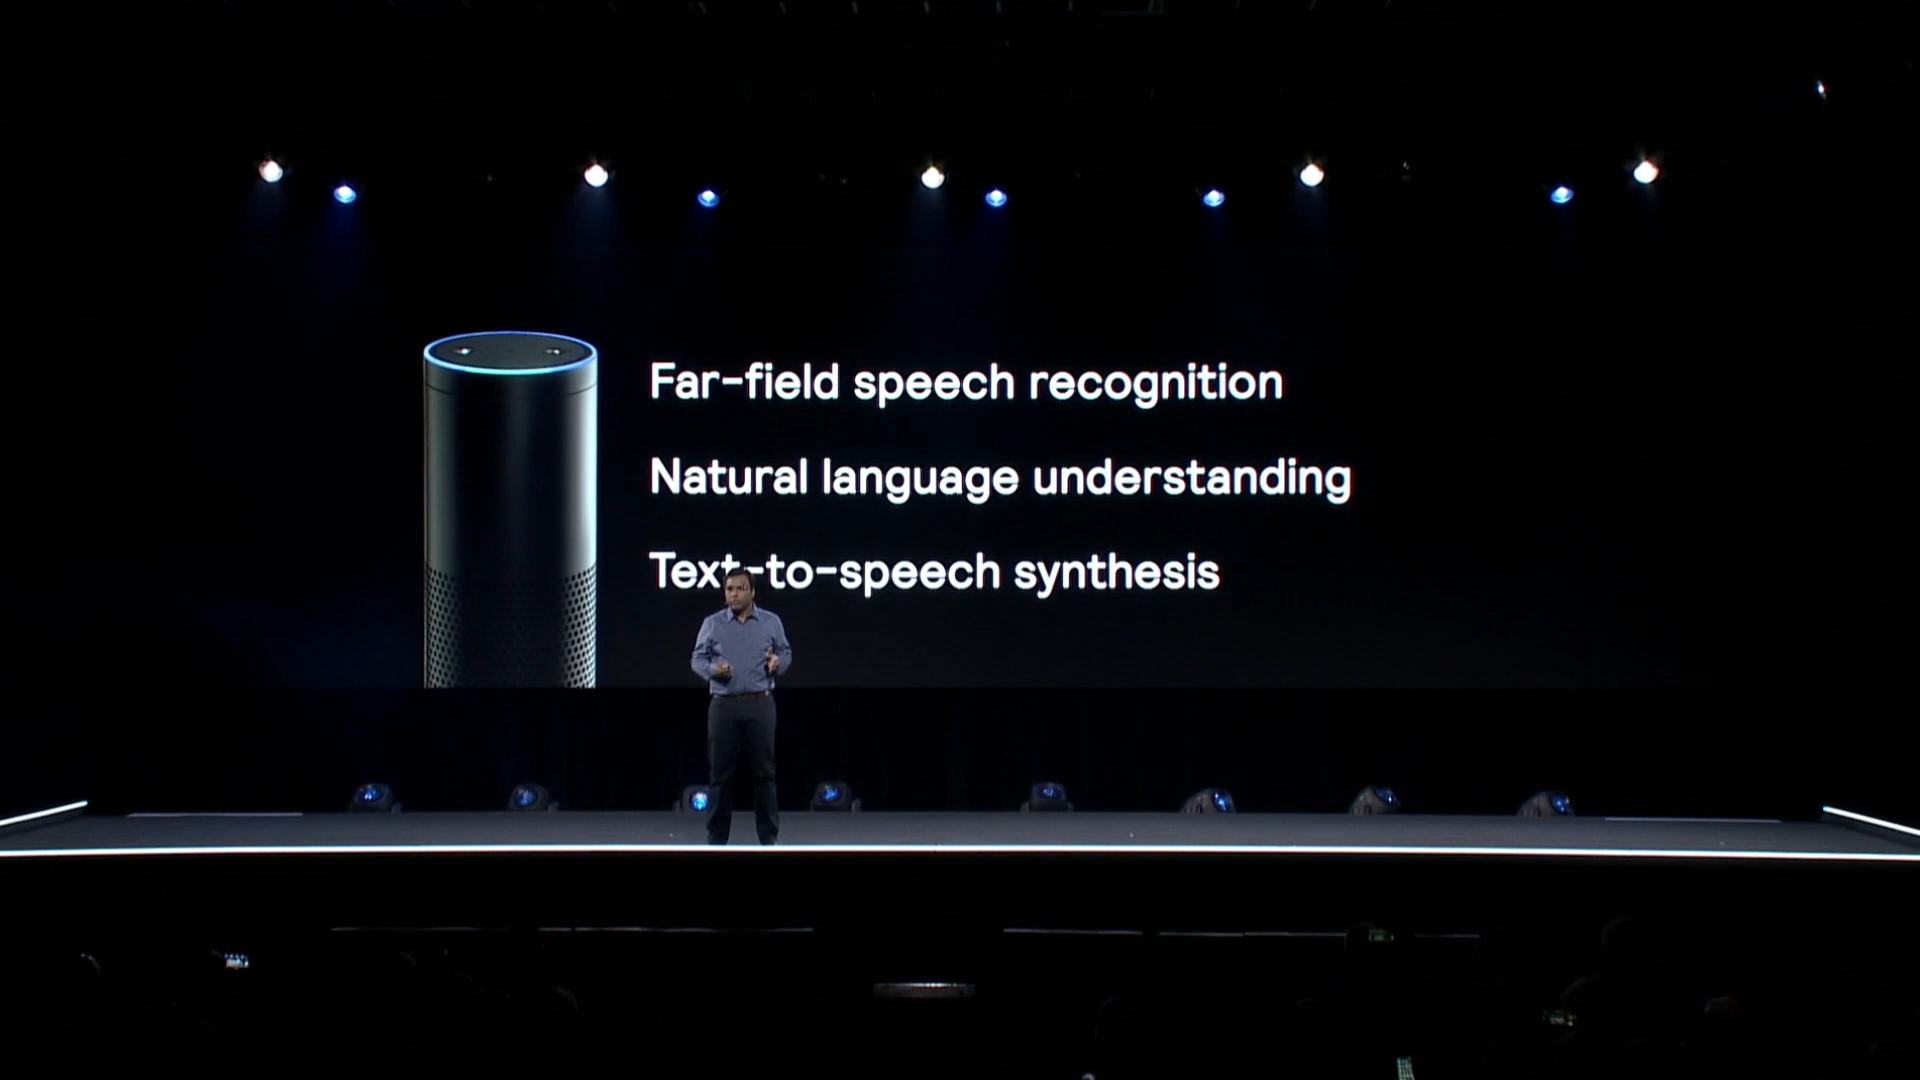 Far-field speech recognition
Natural language understanding
Text-to-speech synthesis